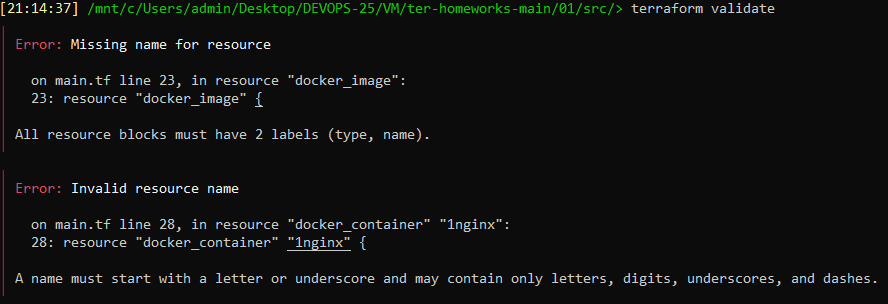 [21:14:37] /mnt/c/Users/admin/Desktop/DEVOPS-25/VM/ter-homeworks-main/01/src/> terraform validate
Error: Missing name for resource
on main.tf line 23, in resource "docker_image":
23: resource "docker_image" {
All resource blocks must have 2 labels (type, name).
Error: Invalid resource name
on main.tf line 28, in resource "docker_container" "1nginx":
28: resource "docker_container" "1nginx" {
A name must start with a letter or underscore and may contain only letters, digits, underscores, and dashes.